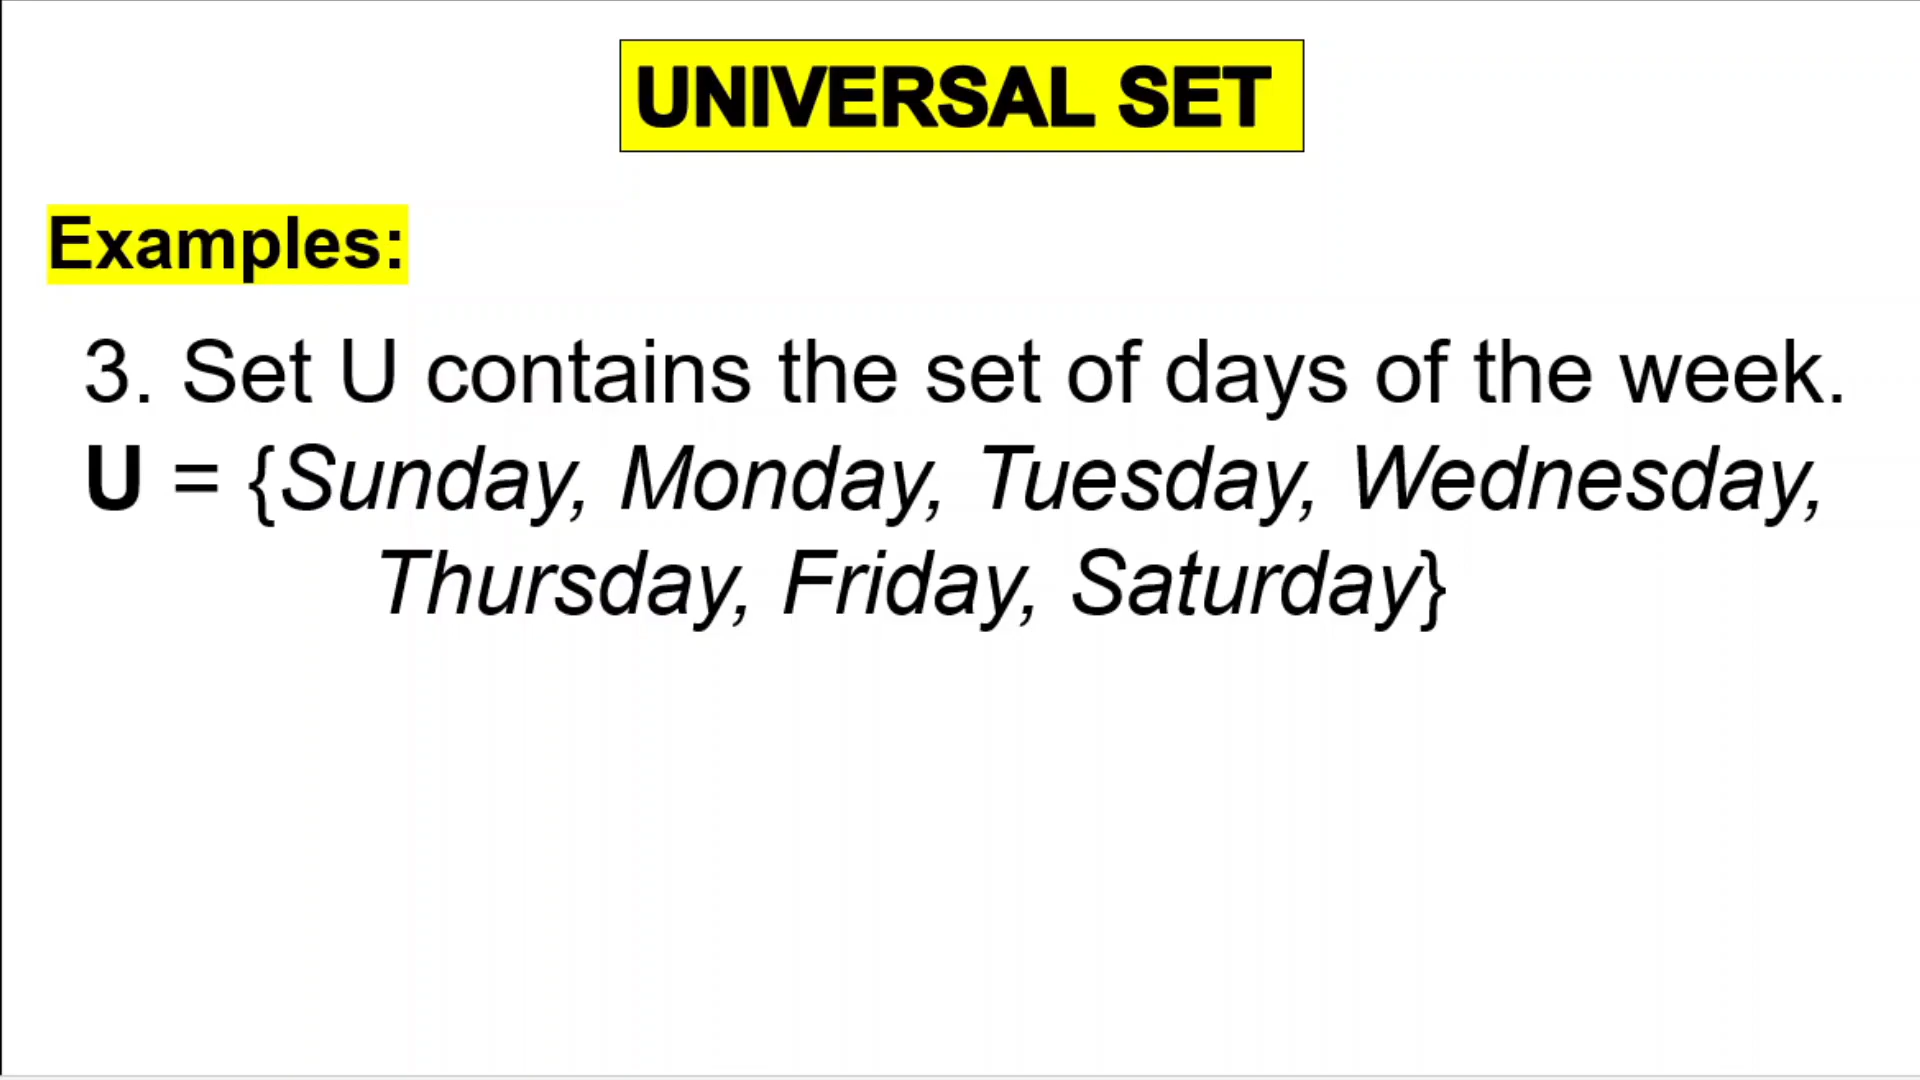 UNIVERSAL SET
Examples:
3. Set U contains the set of days of the week.
U = {Sunday, Monday, Tuesday, Wednesday,
Thursday, Friday, Saturday}